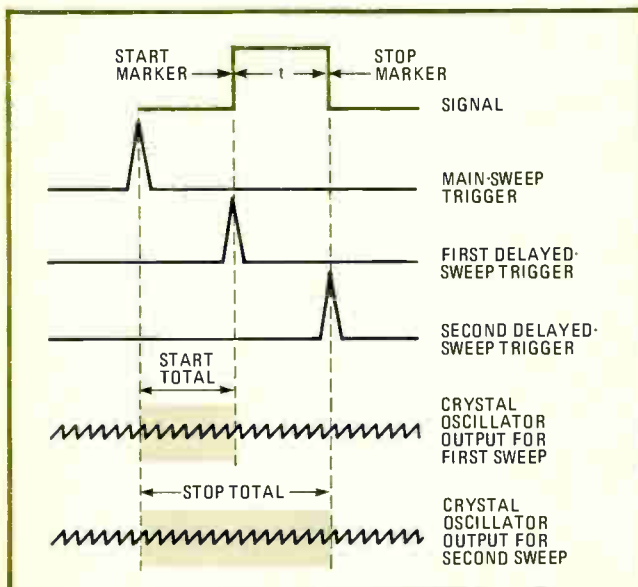 START
MARKER
t
STOP
MARKER
SIGNAL
MAIN-SWEEP
TRIGGER
FIRST DELAYED-
SWEEP TRIGGER
SECOND DELAYED-
SWEEP TRIGGER
START
TOTAL
CRYSTAL
OSCILLATOR
OUTPUT FOR
FIRST SWEEP
STOP TOTAL
CRYSTAL
OSCILLATOR
OUTPUT FOR
SECOND SWEEP